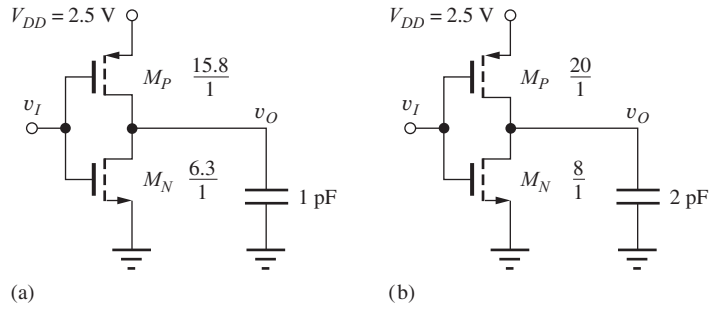 V_DD = 2.5 V
M_P 15.8/1
v_I
v_O
M_N 6.3/1
1 pF
(a)
V_DD = 2.5 V
M_P 20/1
v_I
v_O
M_N 8/1
2 pF
(b)